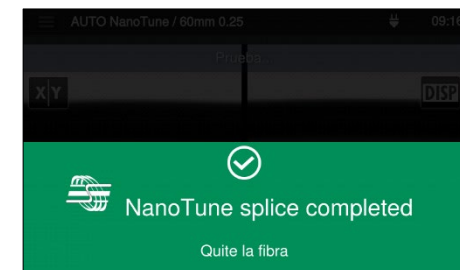 AUTO NanoTune / 60mm 0.25 09:16
Prueba...
X Y DISP
NanoTune splice completed
Quite la fibra